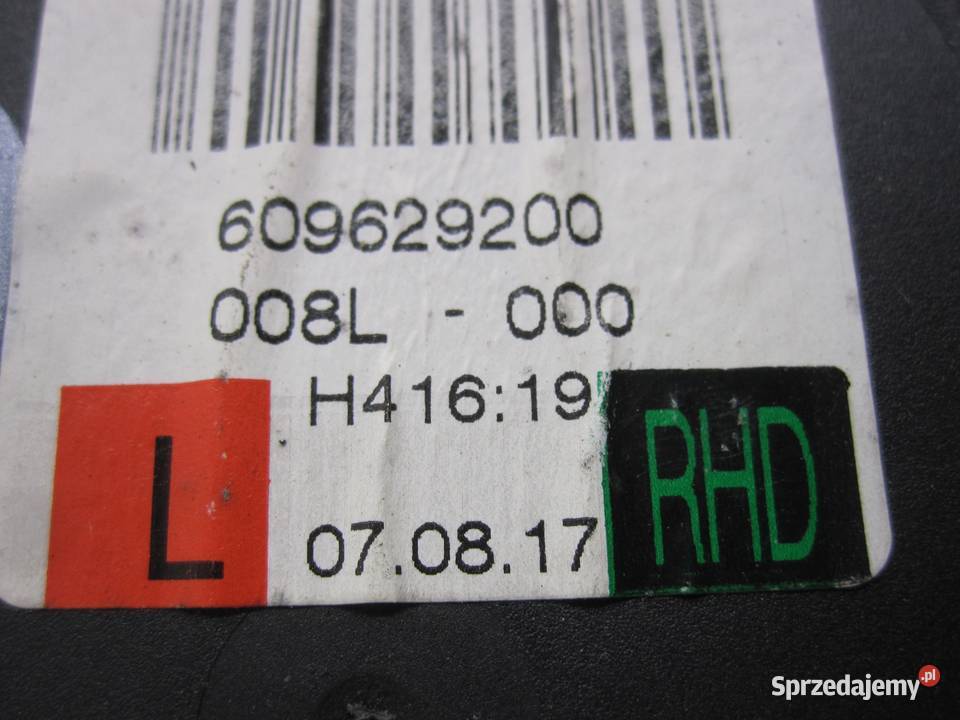 609629200
008L - 000
H416:19
L
RHD
07.08.17
Sprzedajemy.pl